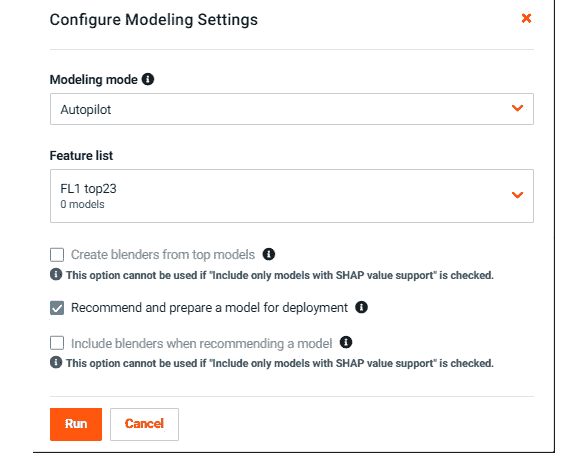 Configure Modeling Settings
Modeling mode
Autopilot
Feature list
FL1 top23
0 models
Create blenders from top models
This option cannot be used if "Include only models with SHAP value support" is checked.
Recommend and prepare a model for deployment
Include blenders when recommending a model
This option cannot be used if "Include only models with SHAP value support" is checked.
Run Cancel